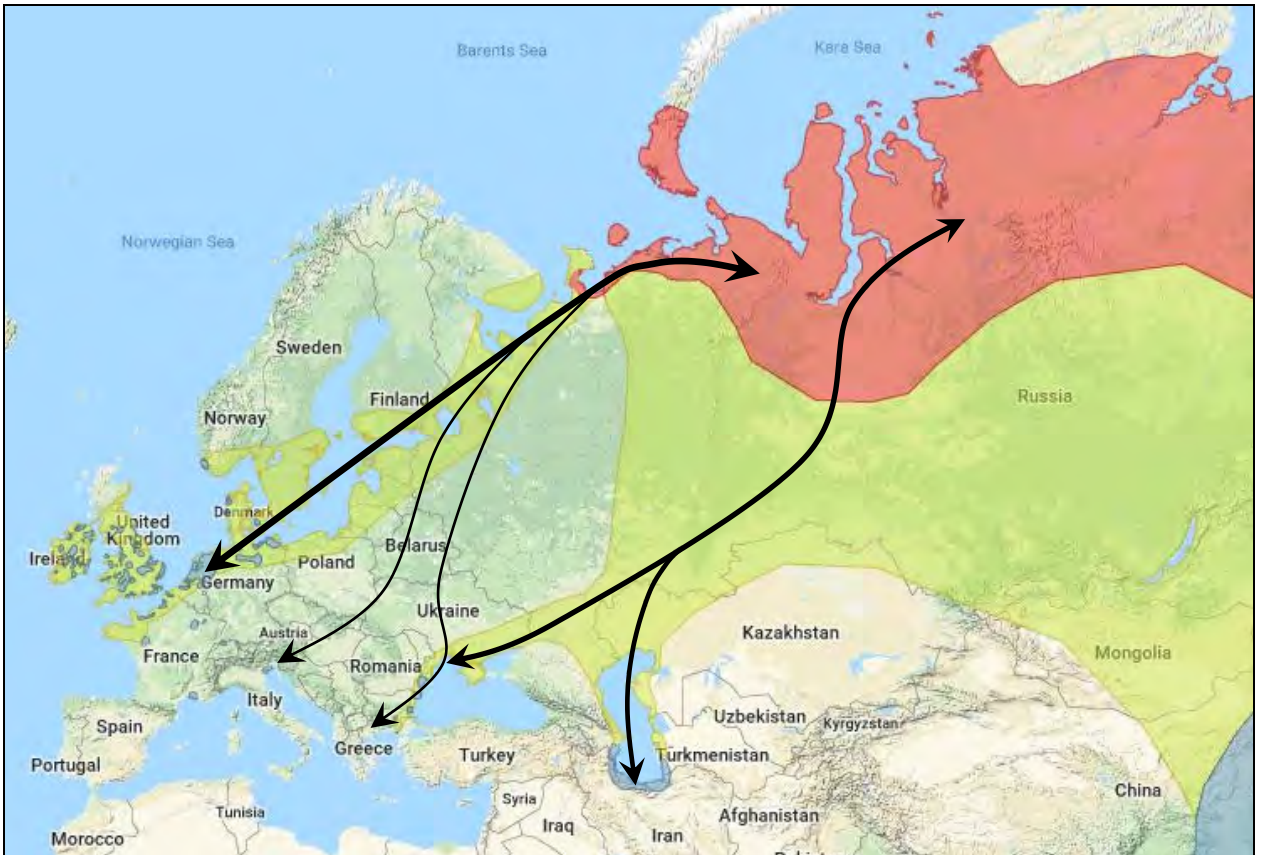 Barents Sea
Kara Sea
Norwegian Sea
Sweden
Finland
Norway
Russia
Denmark
United
Kingdom
Ireland
Belarus
Poland
Germany
Ukraine
Austria
Kazakhstan
France
Romania
Mongolia
Italy
Spain
Uzbekistan
Kyrgyzstan
Greece
Turkey
Turkmenistan
Portugal
China
Syria
Tunisia
Afghanistan
Iraq
Iran
Morocco